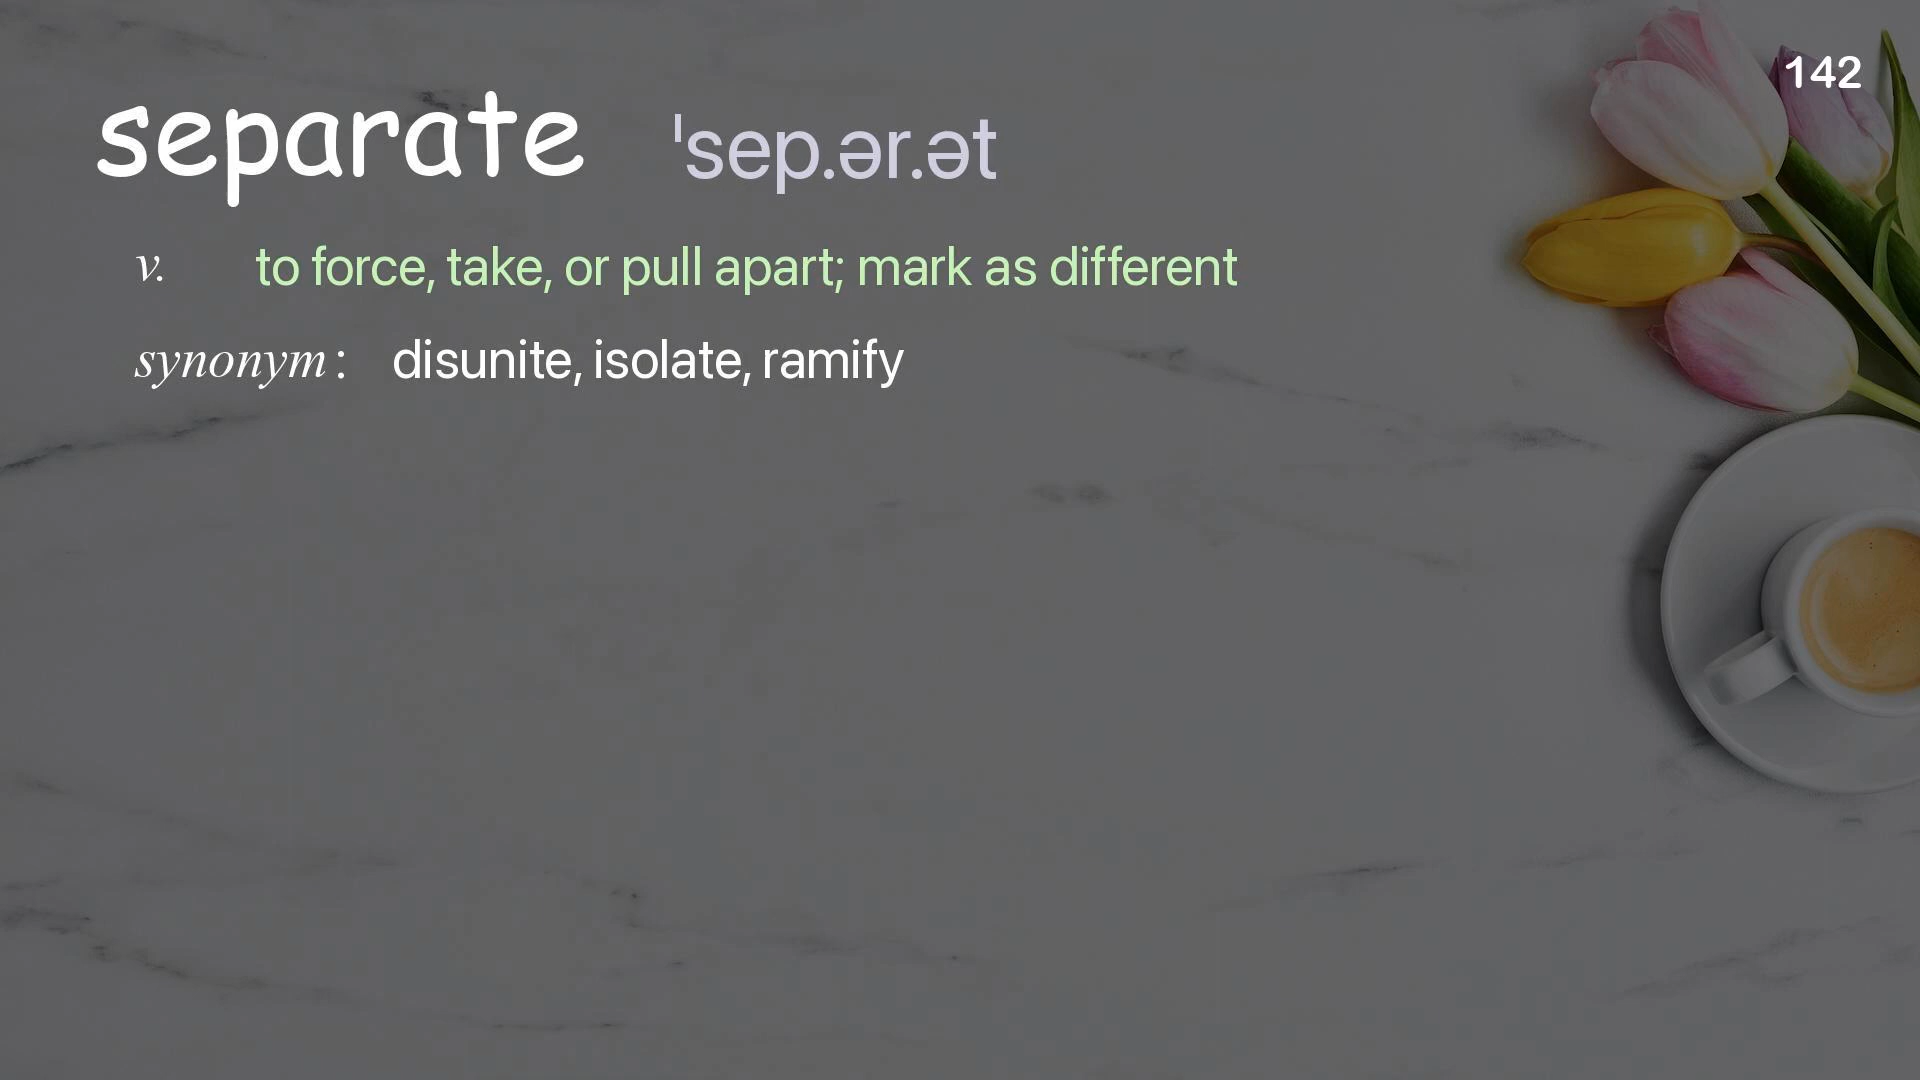 142
separate ˈsep.ər.ət
v. to force, take, or pull apart; mark as different
synonym: disunite, isolate, ramify